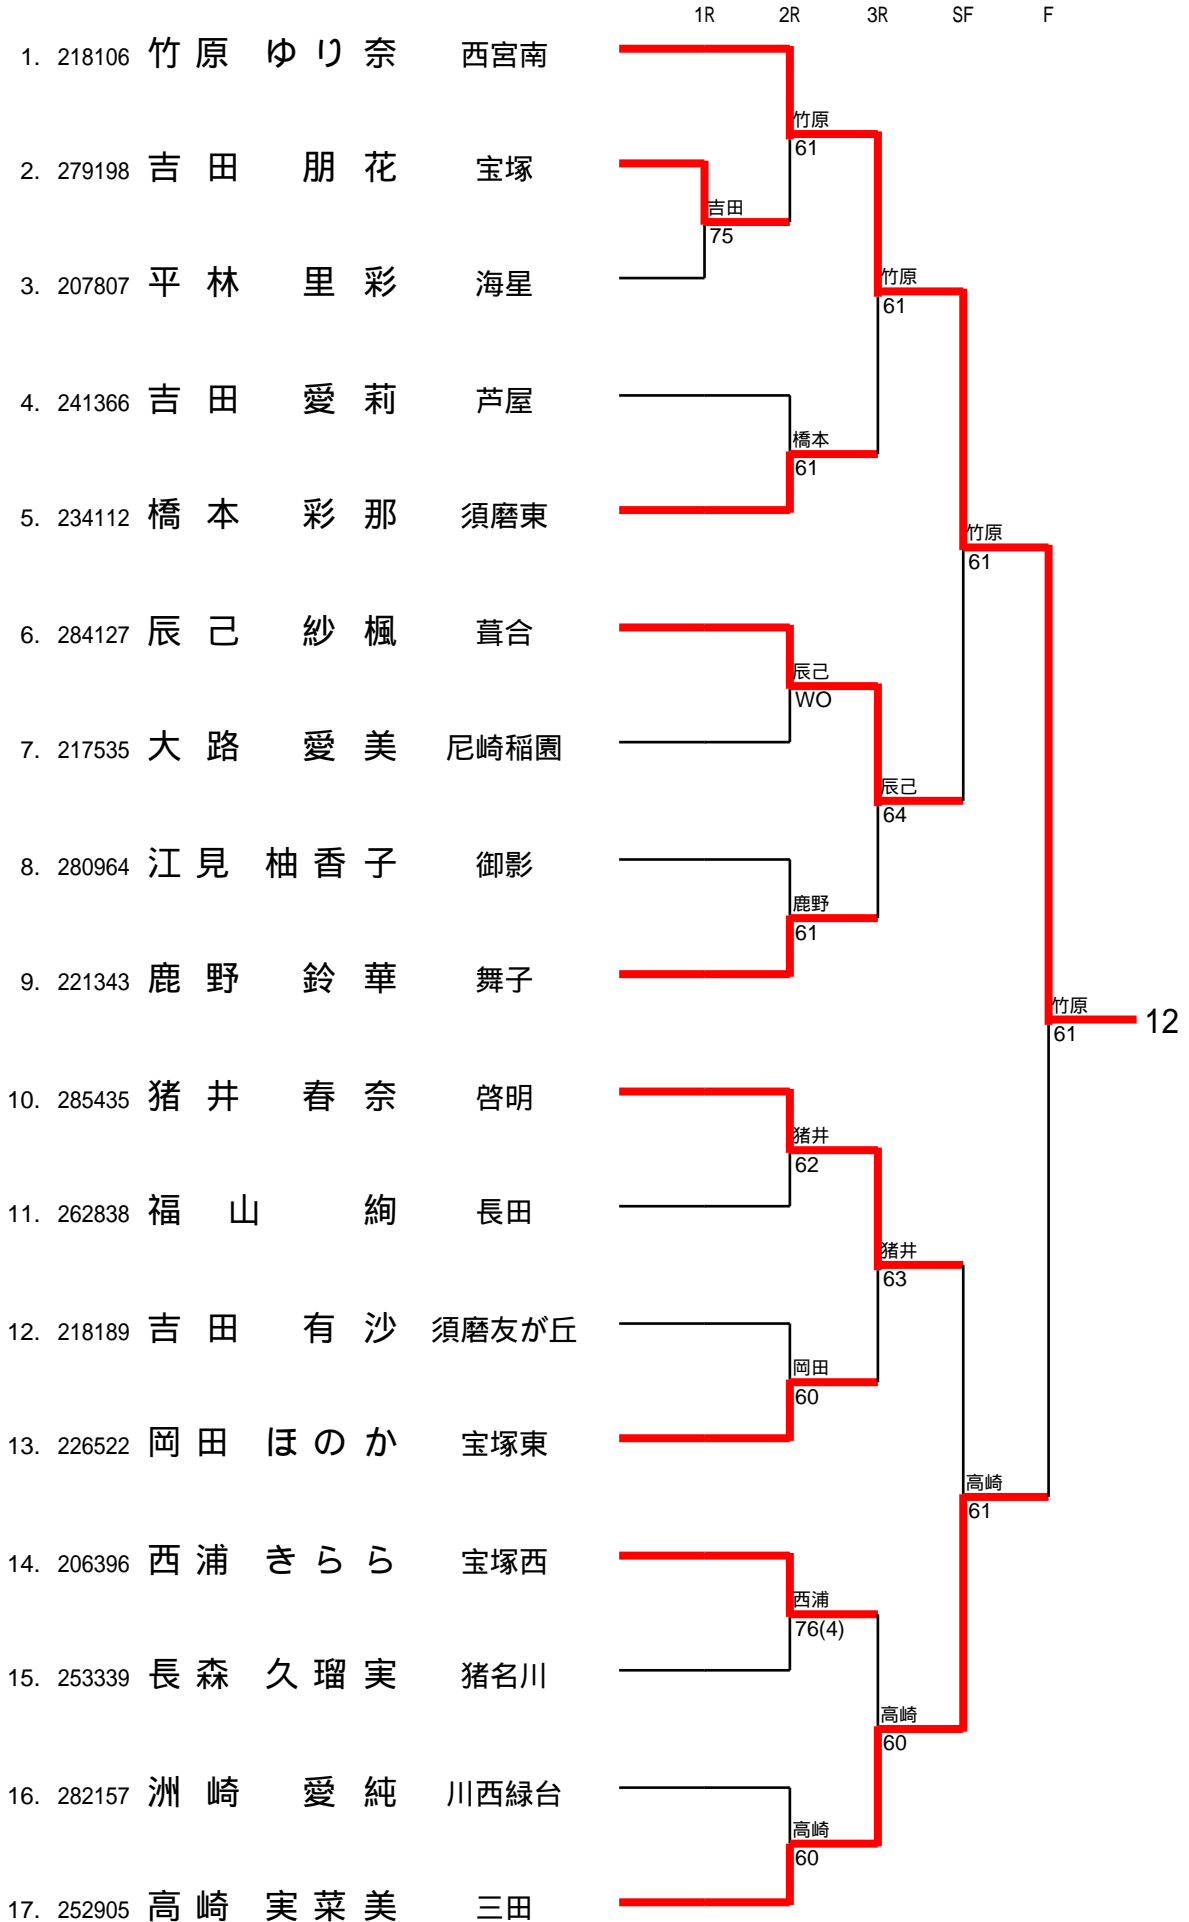 1R 2R 3R SF F
1. 218106 竹原 ゆり奈 西宮南
竹原
61
2. 279198 吉田 朋花 宝塚
吉田
75
3. 207807 平林 里彩 海星
竹原
61
4. 241366 吉田 愛莉 芦屋
橋本
61
5. 234112 橋本 彩那 須磨東
竹原
61
6. 284127 辰己 紗楓 葺合
辰己
WO
7. 217535 大路 愛美 尼崎稲園
辰己
64
8. 280964 江見 柚香子 御影
鹿野
61
9. 221343 鹿野 鈴華 舞子
竹原
61
12
10. 285435 猪井 春奈 啓明
猪井
62
11. 262838 福山 絢 長田
猪井
63
12. 218189 吉田 有沙 須磨友が丘
岡田
60
13. 226522 岡田 ほのか 宝塚東
高崎
61
14. 206396 西浦 きらら 宝塚西
西浦
76(4)
15. 253339 長森 久瑠実 猪名川
高崎
60
16. 282157 洲崎 愛純 川西緑台
高崎
60
17. 252905 高崎 実菜美 三田